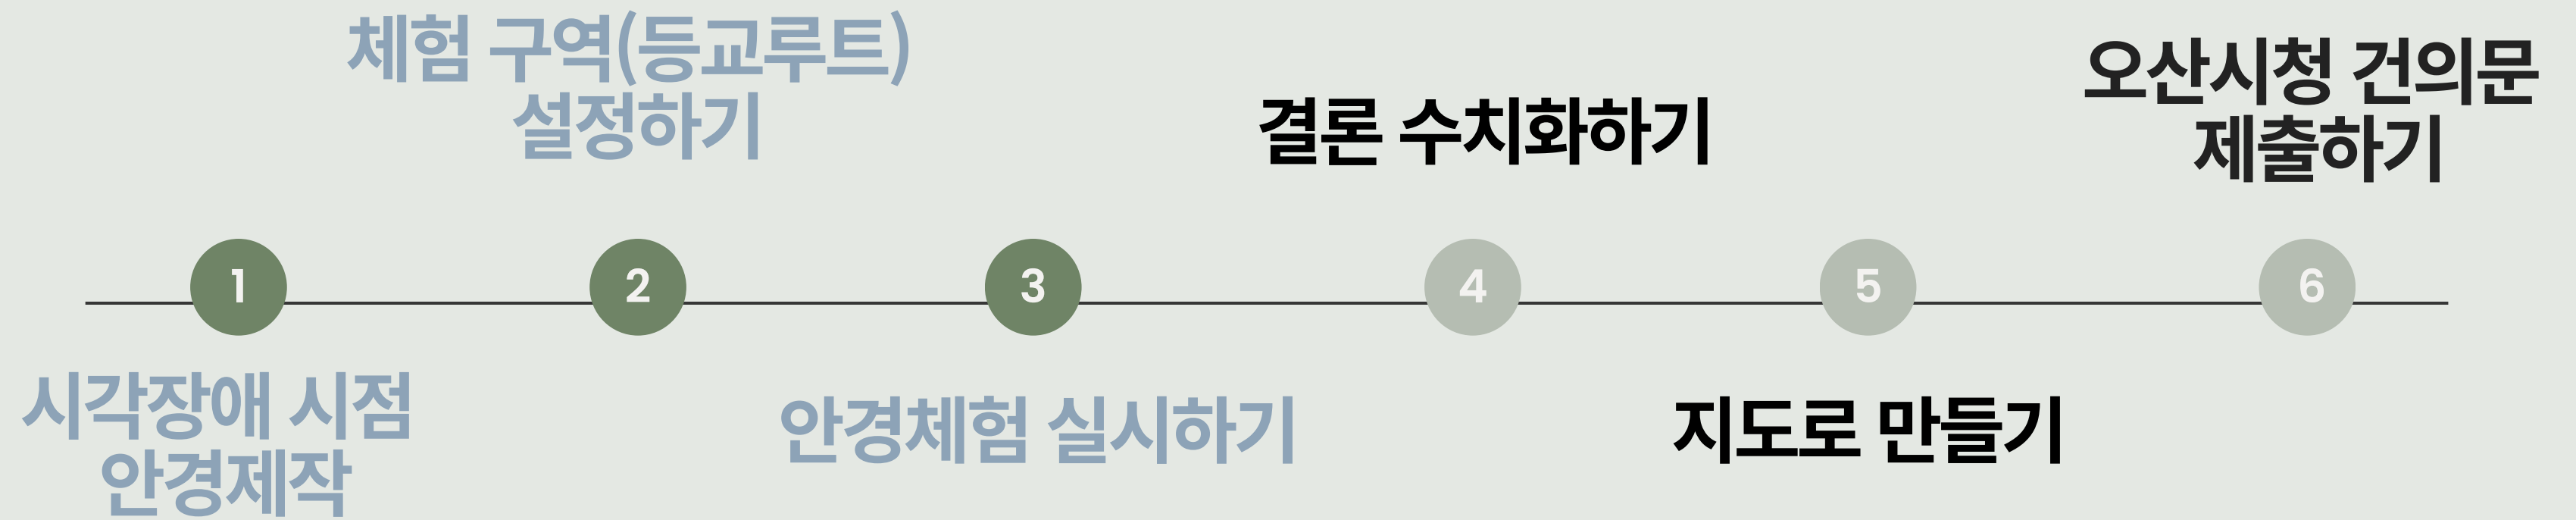 체험 구역(등교루트)
설정하기
결론 수치화하기
오산시청 건의문
제출하기
1
2
3
4
5
6
시각장애 시점
안경제작
안경체험 실시하기
지도로 만들기